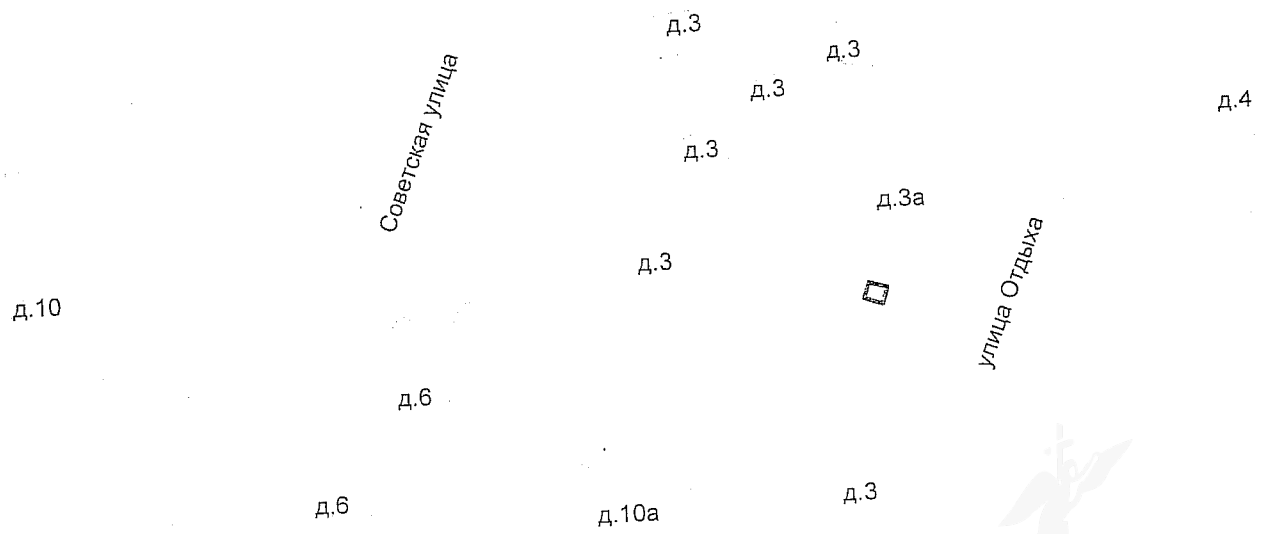 д.3
д.3
д.3
д.4
Советская улица
д.3
д.3а
улица Отдыха
д.3
д.10
д.6
д.3
д.6
д.10а